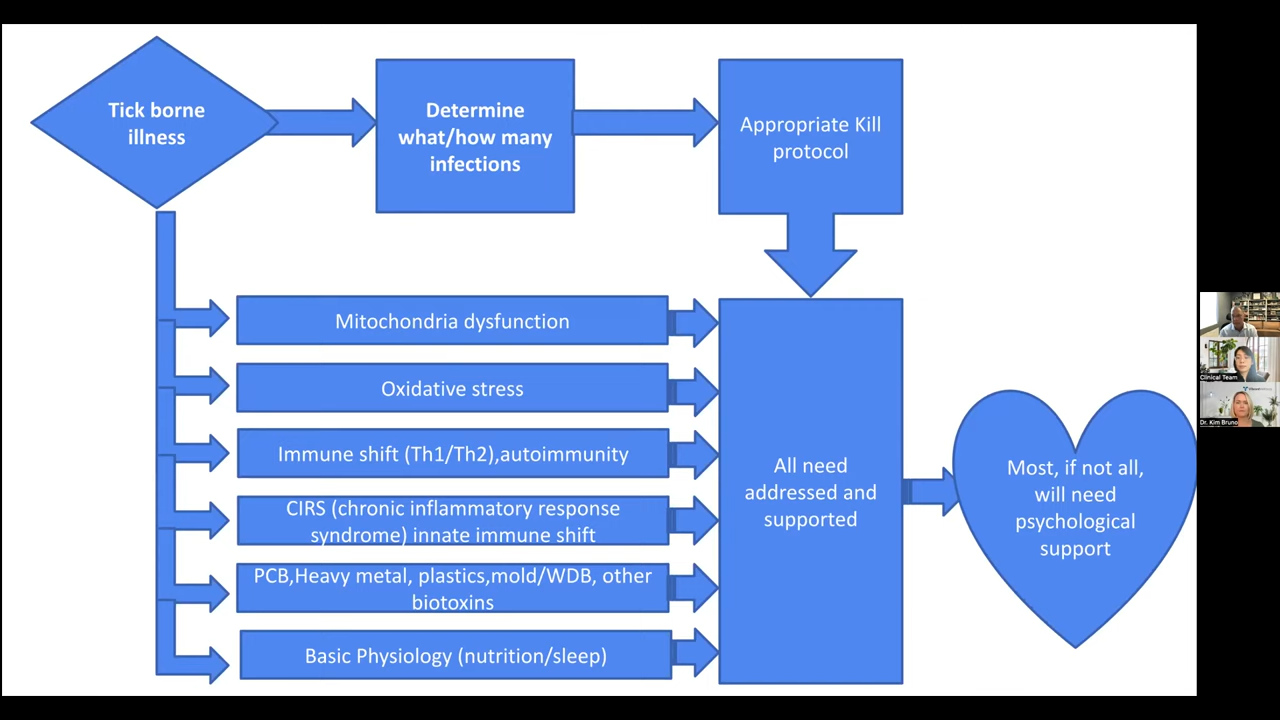 Tick borne
illness
Determine
what/how many
infections
Appropriate Kill
protocol
Mitochondria dysfunction
Oxidative stress
Immune shift (Th1/Th2),autoimmunity
CIRS (chronic inflammatory response
syndrome) innate immune shift
PCB,Heavy metal, plastics,mold/WDB, other
biotoxins
Basic Physiology (nutrition/sleep)
All need
addressed and
supported
Most, if not all,
will need
psychological
support
Clinical Team
Dr. Kim Bruno